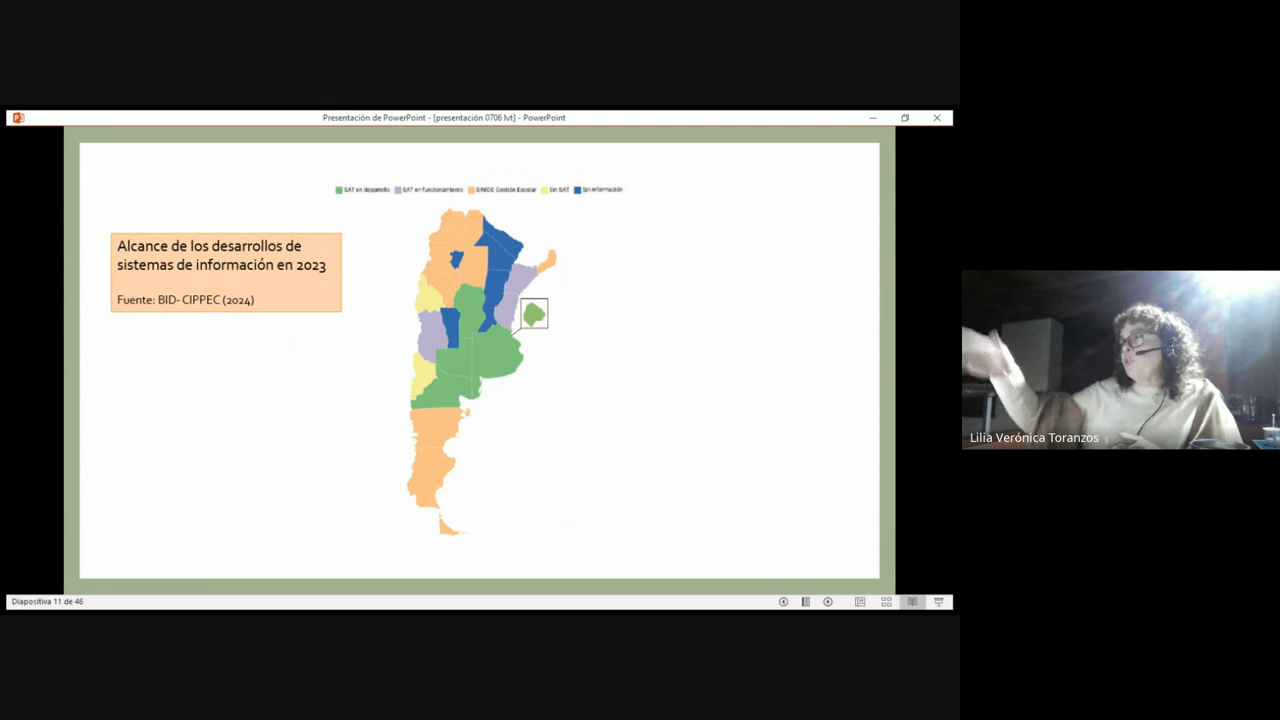 Presentación de PowerPoint - [presentación 0706 lvt] - PowerPoint
SAT en desarrollo SAT en funcionamiento SINIDE Gestión Escolar Sin SAT Sin información
Alcance de los desarrollos de
sistemas de información en 2023
Fuente: BID- CIPPEC (2024)
Lilia Verónica Toranzos
Diapositiva 11 de 46